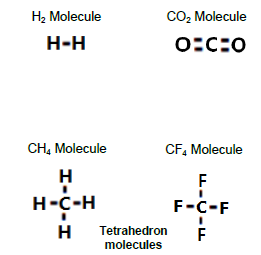 H₂ Molecule
H-H
CO₂ Molecule
O::C::O
CH₄ Molecule
H
H-C-H
H
CF₄ Molecule
F
F-C-F
F
Tetrahedron
molecules